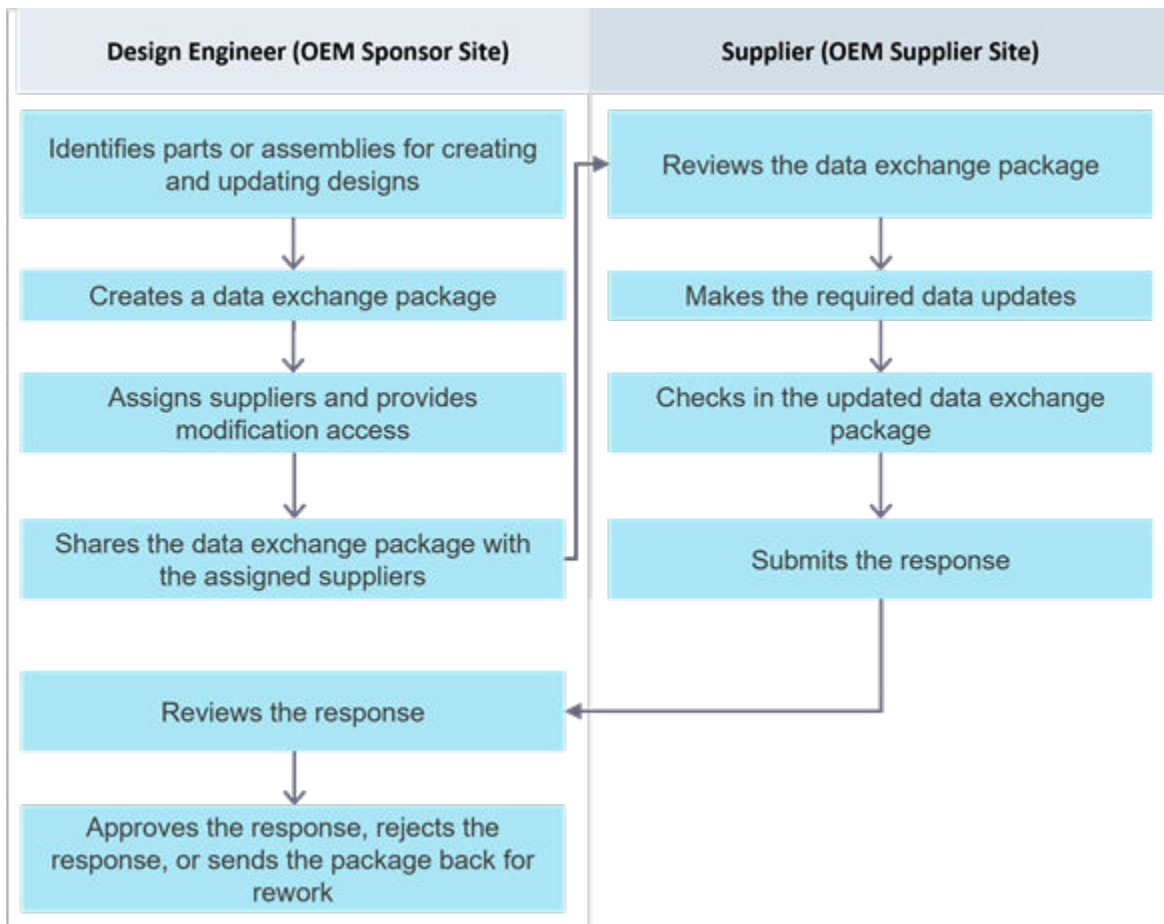 Design Engineer (OEM Sponsor Site)
Supplier (OEM Supplier Site)
Identifies parts or assemblies for creating
and updating designs
Creates a data exchange package
Assigns suppliers and provides
modification access
Shares the data exchange package with
the assigned suppliers
Reviews the data exchange package
Makes the required data updates
Checks in the updated data exchange
package
Submits the response
Reviews the response
Approves the response, rejects the
response, or sends the package back for
rework